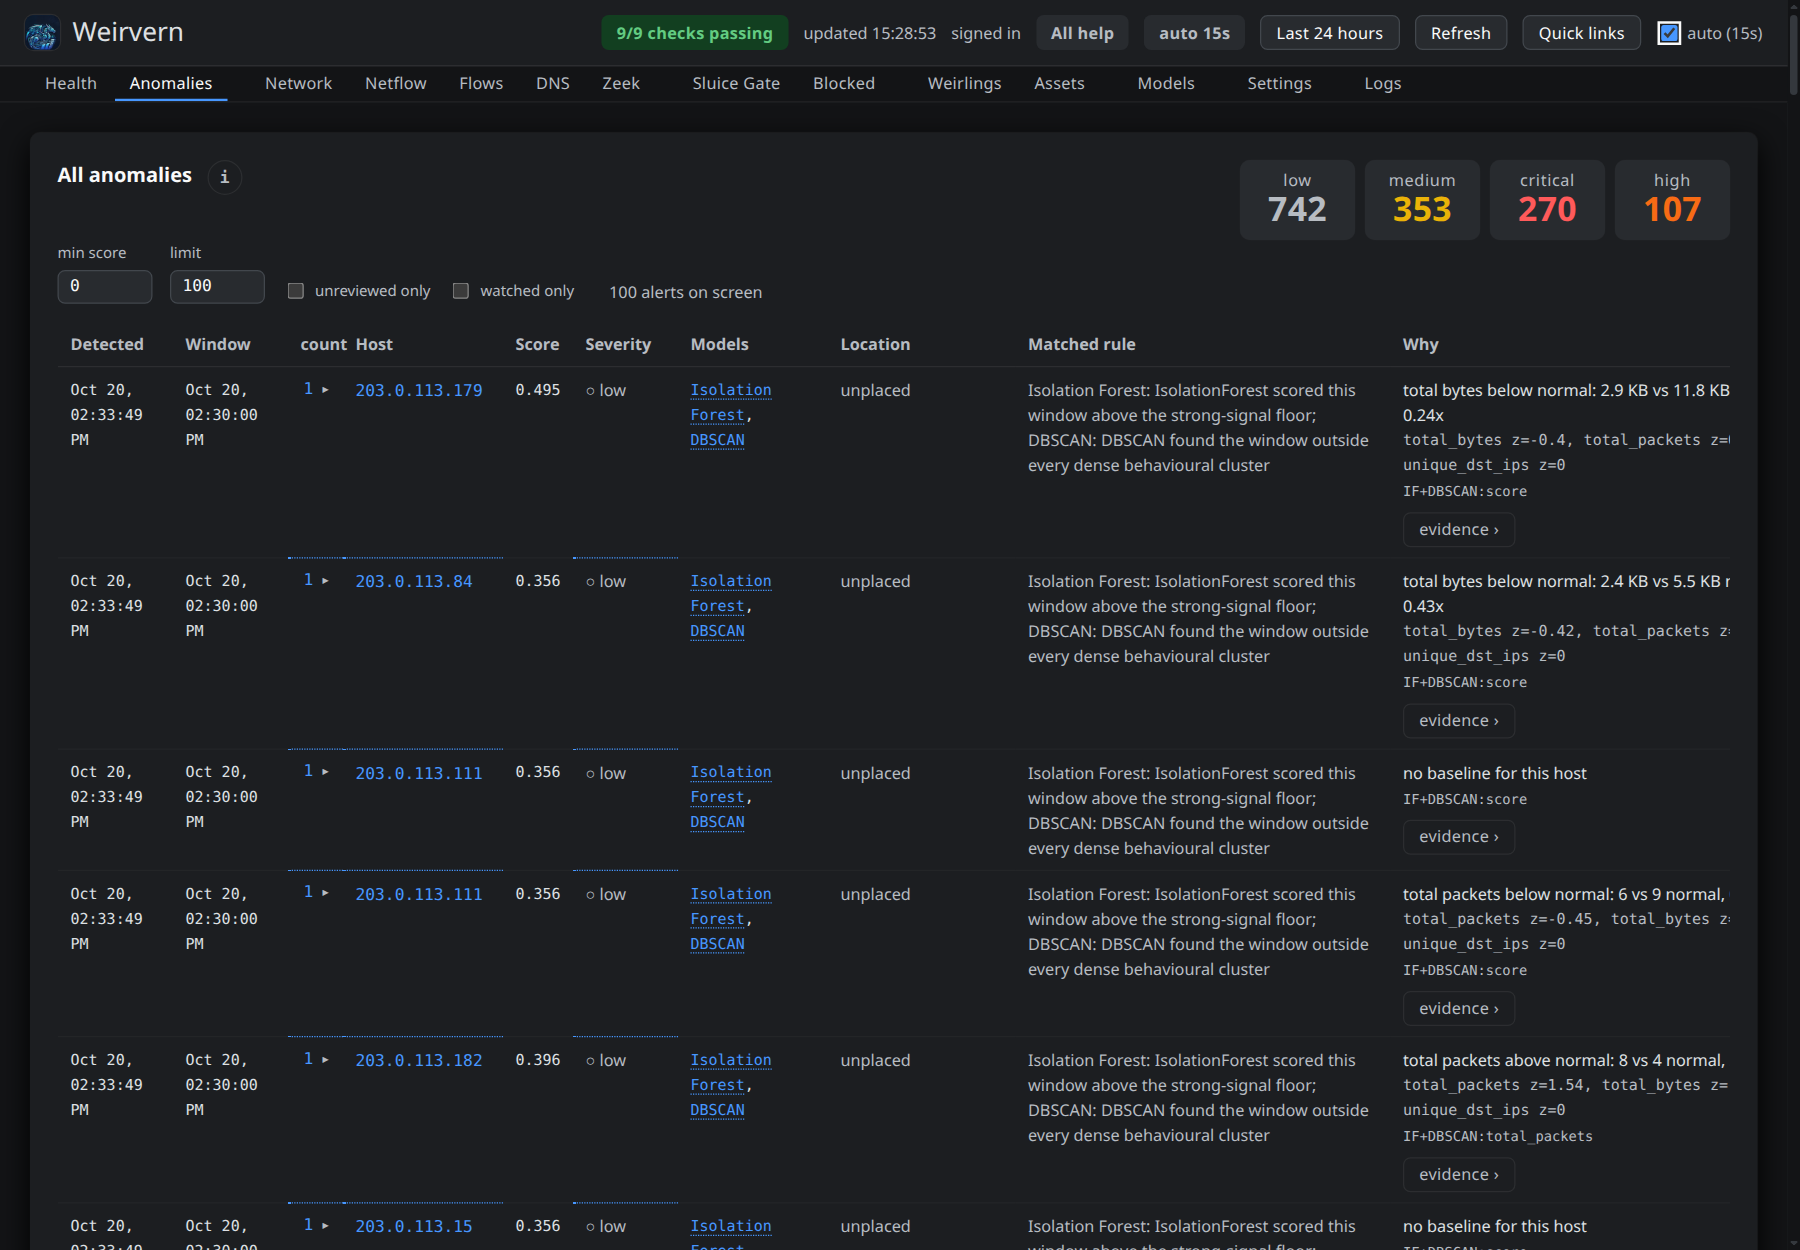 Weirvern
9/9 checks passing updated 15:28:53 signed in All help auto 15s Last 24 hours Refresh Quick links auto (15s)
Health Anomalies Network Netflow Flows DNS Zeek Sluice Gate Blocked Weirlings Assets Models Settings Logs
All anomalies i
low medium critical high
742 353 270 107
min score limit
0 100 unreviewed only watched only 100 alerts on screen
Detected Window count Host Score Severity Models Location Matched rule Why
Oct 20, Oct 20, 1 ▸ 203.0.113.179 0.495 ○ low Isolation unplaced Isolation Forest: IsolationForest scored this total bytes below normal: 2.9 KB vs 11.8 KB
02:33:49 02:30:00 Forest, window above the strong-signal floor; 0.24x
PM PM DBSCAN DBSCAN: DBSCAN found the window outside total_bytes z=-0.4, total_packets
every dense behavioural cluster unique_dst_ips z=0
IF+DBSCAN:score
evidence ›
Oct 20, Oct 20, 1 ▸ 203.0.113.84 0.356 ○ low Isolation unplaced Isolation Forest: IsolationForest scored this total bytes below normal: 2.4 KB vs 5.5 KB
02:33:49 02:30:00 Forest, window above the strong-signal floor; 0.43x
PM PM DBSCAN DBSCAN: DBSCAN found the window outside total_bytes z=-0.42, total_packets
every dense behavioural cluster unique_dst_ips z=0
IF+DBSCAN:score
evidence ›
Oct 20, Oct 20, 1 ▸ 203.0.113.111 0.356 ○ low Isolation unplaced Isolation Forest: IsolationForest scored this no baseline for this host
02:33:49 02:30:00 Forest, window above the strong-signal floor; IF+DBSCAN:score
PM PM DBSCAN DBSCAN: DBSCAN found the window outside evidence ›
every dense behavioural cluster
Oct 20, Oct 20, 1 ▸ 203.0.113.111 0.356 ○ low Isolation unplaced Isolation Forest: IsolationForest scored this total packets below normal: 6 vs 9 normal,
02:33:49 02:30:00 Forest, window above the strong-signal floor; total_packets z=-0.45, total_bytes
PM PM DBSCAN DBSCAN: DBSCAN found the window outside unique_dst_ips z=0
every dense behavioural cluster IF+DBSCAN:score
evidence ›
Oct 20, Oct 20, 1 ▸ 203.0.113.182 0.396 ○ low Isolation unplaced Isolation Forest: IsolationForest scored this total packets above normal: 8 vs 4 normal,
02:33:49 02:30:00 Forest, window above the strong-signal floor; total_packets z=1.54, total_bytes z=
PM PM DBSCAN DBSCAN: DBSCAN found the window outside unique_dst_ips z=0
every dense behavioural cluster IF+DBSCAN:total_packets
evidence ›
Oct 20, Oct 20, 1 ▸ 203.0.113.15 0.356 ○ low Isolation unplaced Isolation Forest: IsolationForest scored this no baseline for this host